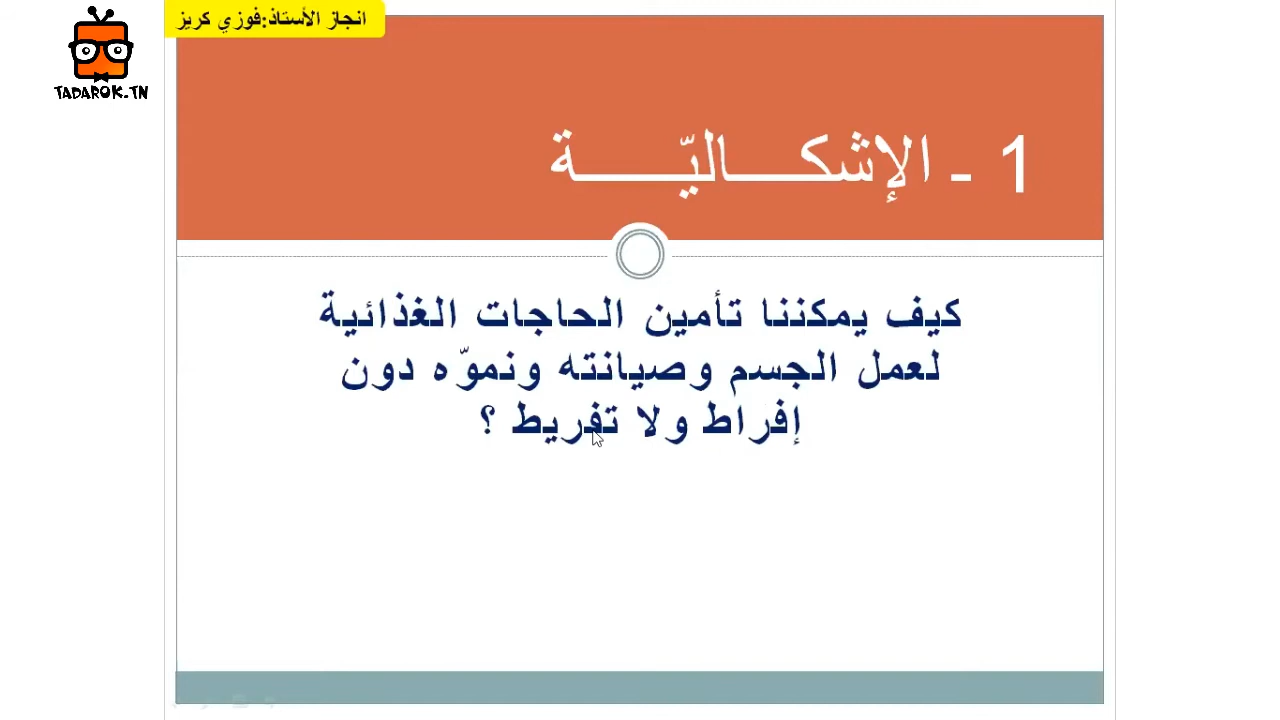 انجاز الأستاذ:فوزي كريز
TADAROK.TN
1 - الإشكـــاليّـــــة
كيف يمكننا تأمين الحاجات الغذائية
لعمل الجسم وصيانته ونموّه دون
إفراط ولا تفريط ؟